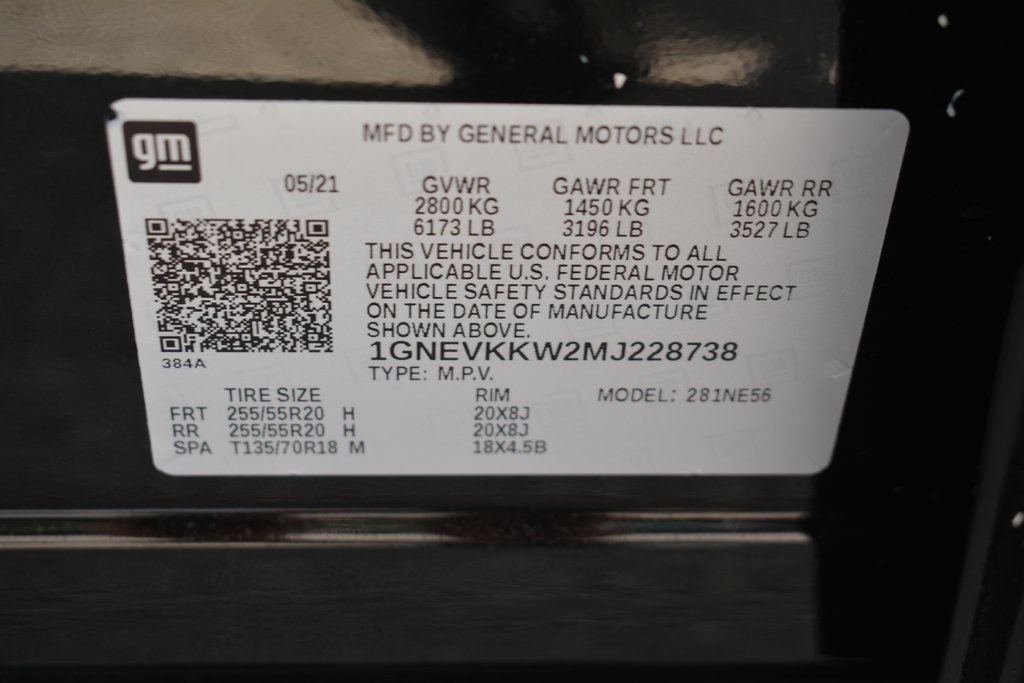 gm
MFD BY GENERAL MOTORS LLC
05/21 GVWR GAWR FRT GAWR RR
2800 KG 1450 KG 1600 KG
6173 LB 3196 LB 3527 LB
THIS VEHICLE CONFORMS TO ALL
APPLICABLE U.S. FEDERAL MOTOR
VEHICLE SAFETY STANDARDS IN EFFECT
ON THE DATE OF MANUFACTURE
SHOWN ABOVE.
384A
1GNEVKKW2MJ228738
TYPE: M.P.V.
TIRE SIZE RIM MODEL: 281NE56
FRT 255/55R20 H 20X8J
RR 255/55R20 H 20X8J
SPA T135/70R18 M 18X4.5B